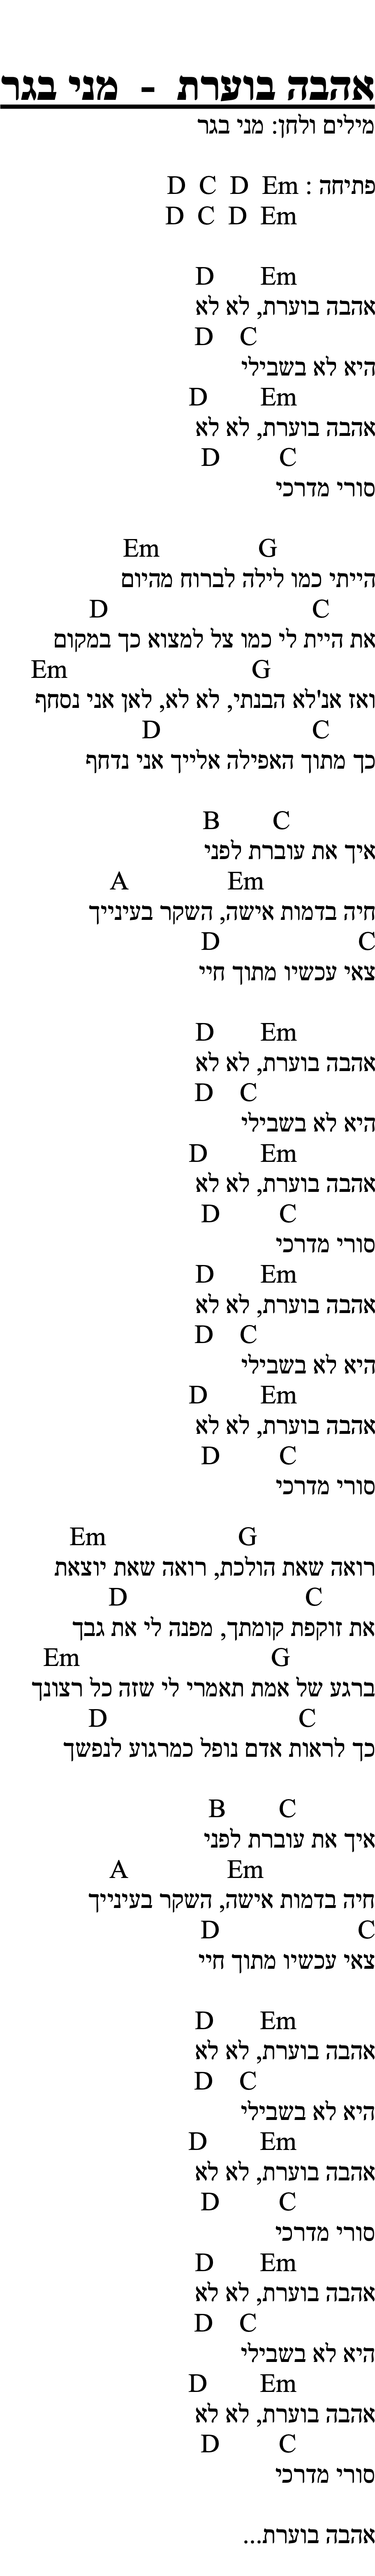 אהבה בוערת - מני בגר
מילים ולחן: מני בגר
פתיחה : Em D C D
Em D C D
Em D
אהבה בוערת, לא לא
C D
היא לא בשבילי
Em D
אהבה בוערת, לא לא
C D
סורי מדרכי
G Em
הייתי כמו לילה לברוח מהיום
C D
את היית לי כמו צל למצוא כך במקום
G Em
ואז אנ'לא הבנתי, לא לא, לאן אני נסחף
C D
כך מתוך האפילה אלייך אני נדחף
C B
איך את עוברת לפני
Em A
חיה בדמות אישה, השקר בעינייך
C D
צאי עכשיו מתוך חיי
Em D
אהבה בוערת, לא לא
C D
היא לא בשבילי
Em D
אהבה בוערת, לא לא
C D
סורי מדרכי
Em D
אהבה בוערת, לא לא
C D
היא לא בשבילי
Em D
אהבה בוערת, לא לא
C D
סורי מדרכי
G Em
רואה שאת הולכת, רואה שאת יוצאת
C D
את זוקפת קומתך, מפנה לי את גבך
G Em
ברגע של אמת תאמרי לי שזה כל רצונך
C D
כך לראות אדם נופל כמרגוע לנפשך
C B
איך את עוברת לפני
Em A
חיה בדמות אישה, השקר בעינייך
C D
צאי עכשיו מתוך חיי
Em D
אהבה בוערת, לא לא
C D
היא לא בשבילי
Em D
אהבה בוערת, לא לא
C D
סורי מדרכי
Em D
אהבה בוערת, לא לא
C D
היא לא בשבילי
Em D
אהבה בוערת, לא לא
C D
סורי מדרכי
אהבה בוערת...